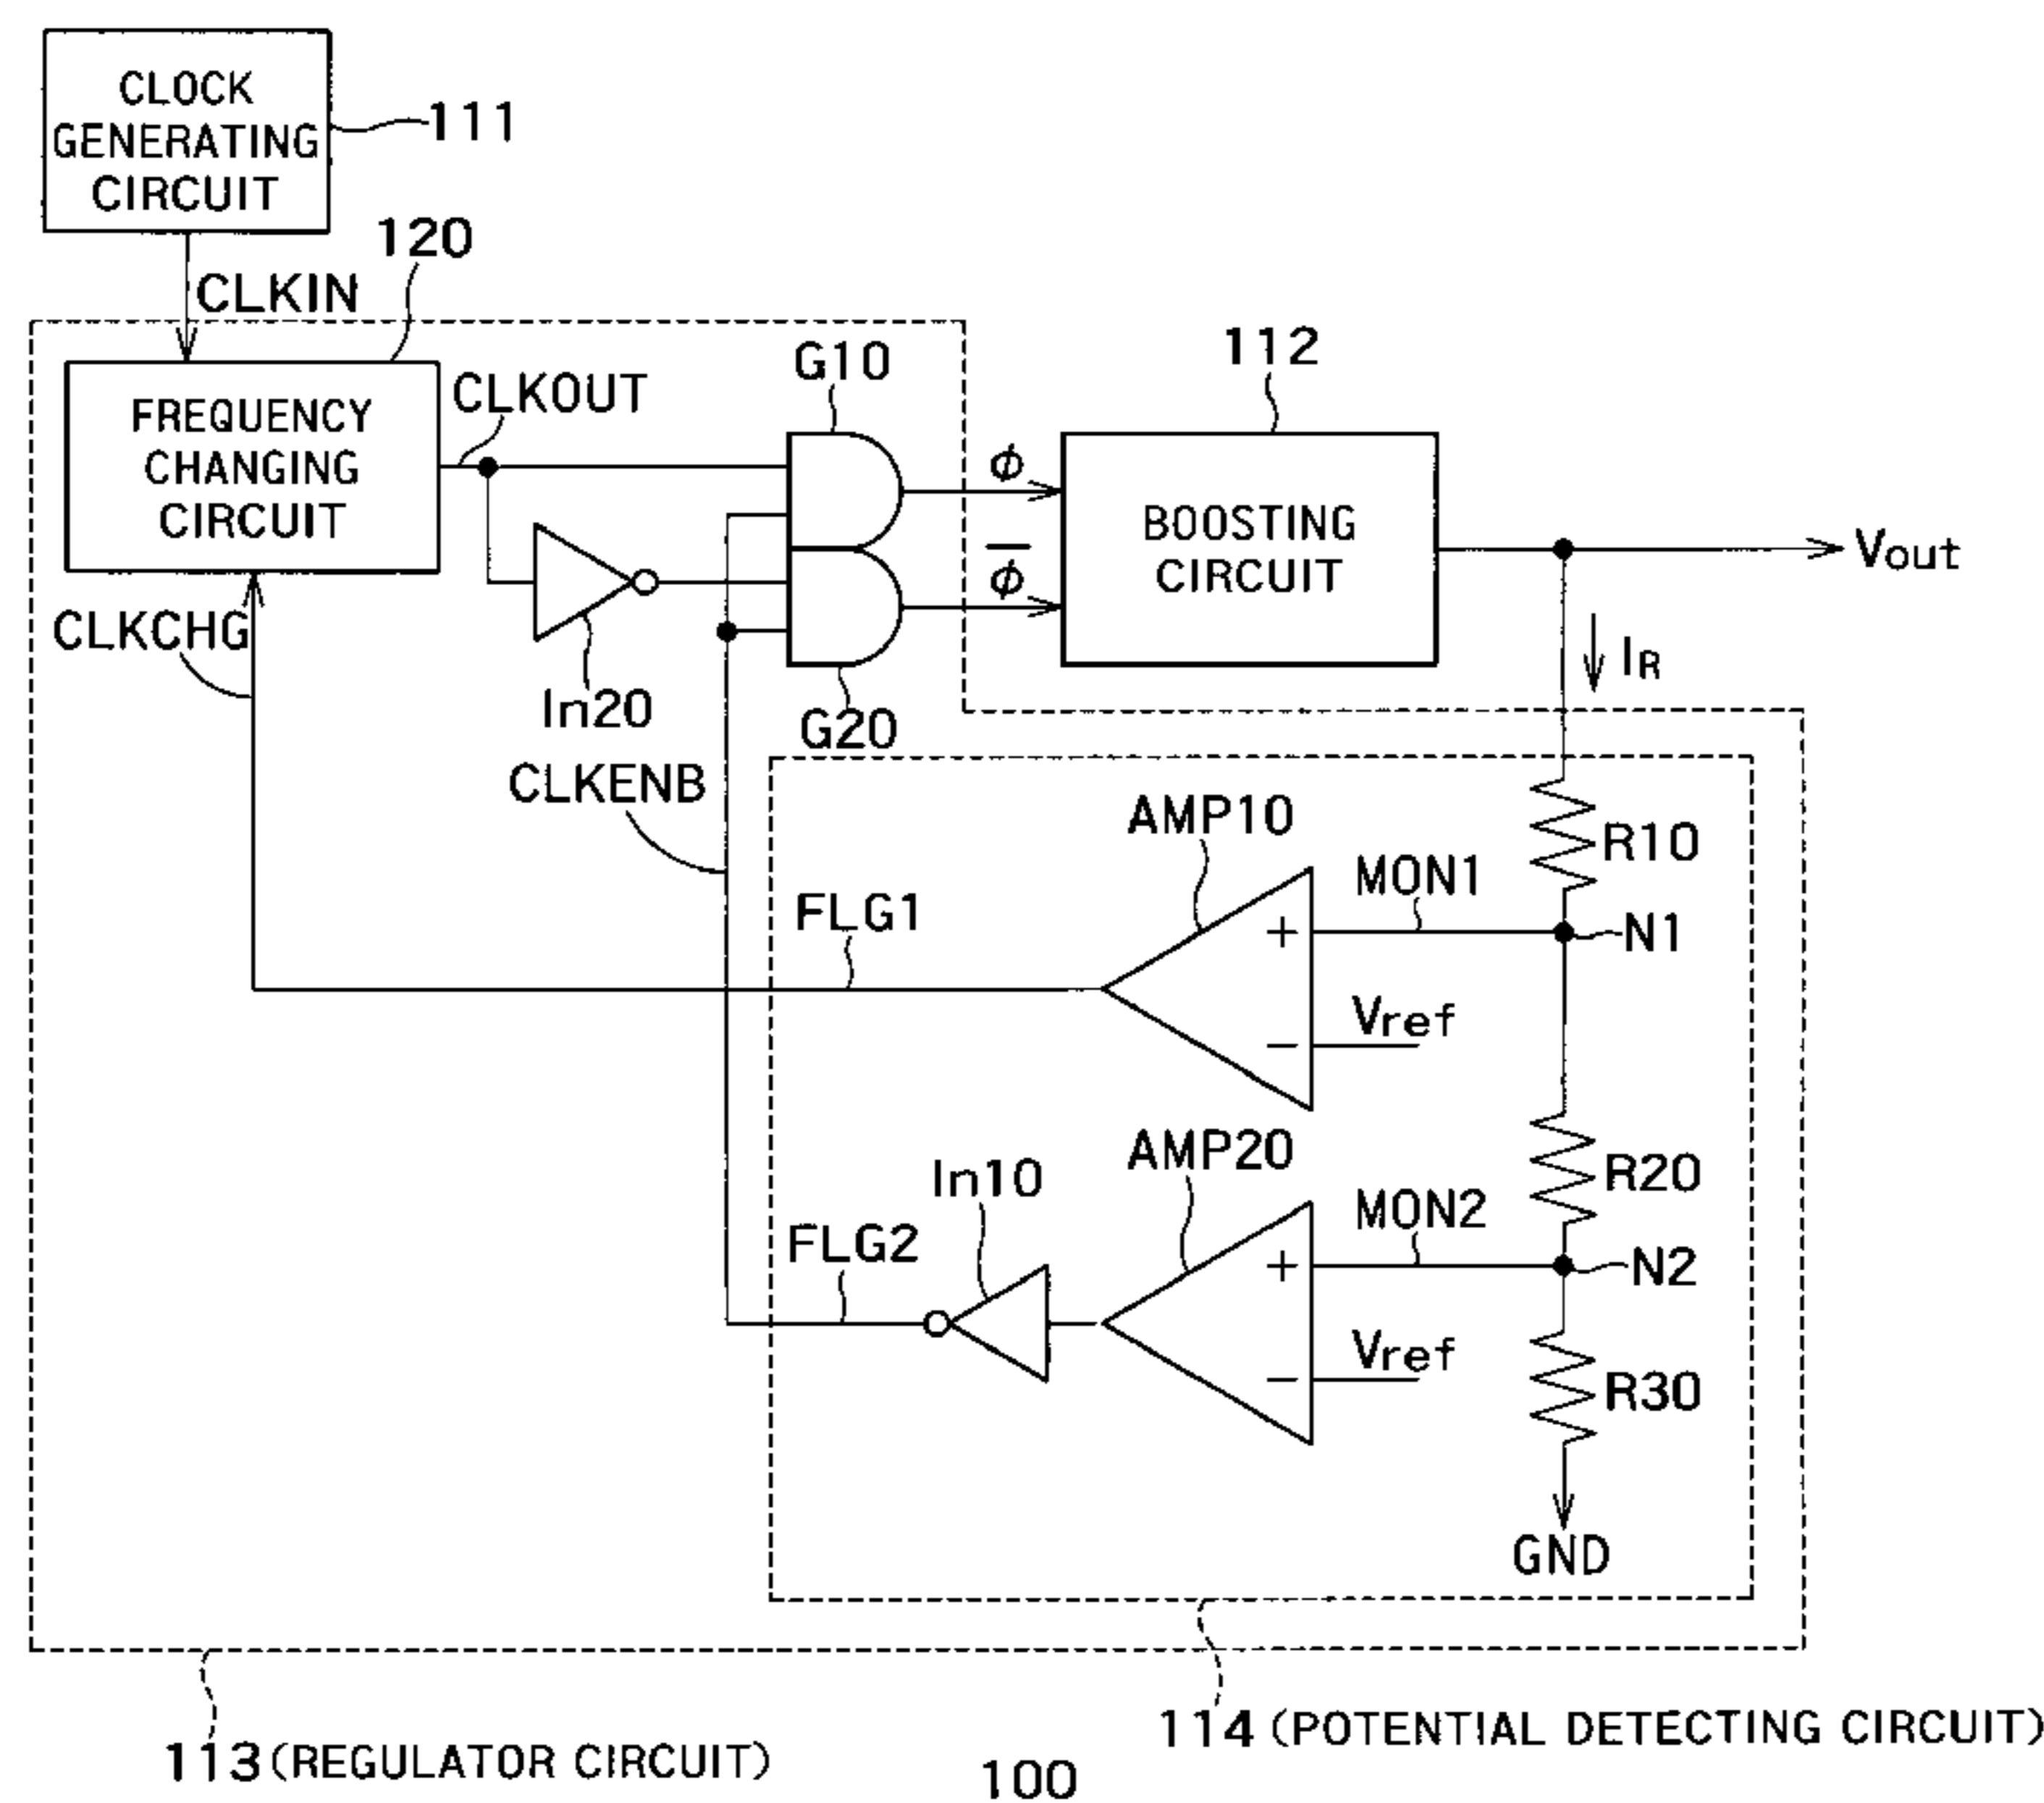 CLOCK
GENERATING
CIRCUIT
111
120
CLKIN
FREQUENCY
CHANGING
CIRCUIT
CLKOUT
G10
112
ϕ
BOOSTING
CIRCUIT
ϕ̅
Vout
CLKCHG
IR
In20
G20
CLKENB
AMP10
R10
MON1
FLG1
+
N1
Vref
−
AMP20
In10
R20
MON2
FLG2
+
N2
Vref
−
R30
GND
114 (POTENTIAL DETECTING CIRCUIT)
113 (REGULATOR CIRCUIT)
100